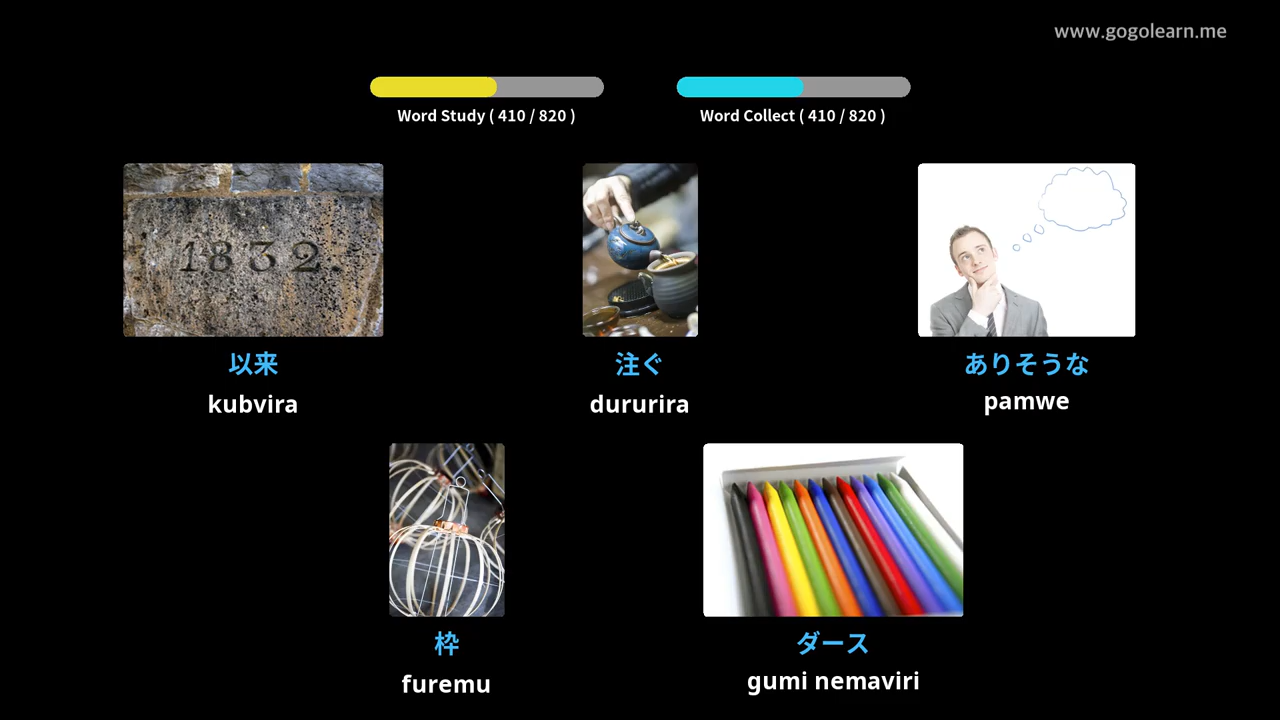 www.gogolearn.me
Word Study ( 410 / 820 )
Word Collect ( 410 / 820 )
1832.
以来
kubvira
注ぐ
dururira
ありそうな
pamwe
枠
furemu
ダース
gumi nemaviri